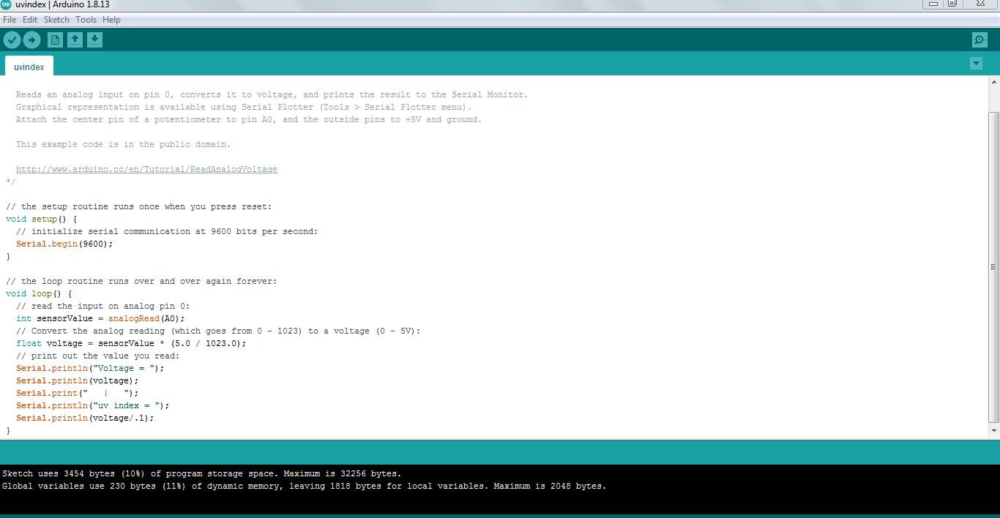 uvindex | Arduino 1.8.13
File Edit Sketch Tools Help
uvindex
Reads an analog input on pin 0, converts it to voltage, and prints the result to the Serial Monitor.
Graphical representation is available using Serial Plotter (Tools > Serial Plotter menu).
Attach the center pin of a potentiometer to pin A0, and the outside pins to +5V and ground.
This example code is in the public domain.
http://www.arduino.cc/en/Tutorial/ReadAnalogVoltage
*/
// the setup routine runs once when you press reset:
void setup() {
// initialize serial communication at 9600 bits per second:
Serial.begin(9600);
}
// the loop routine runs over and over again forever:
void loop() {
// read the input on analog pin 0:
int sensorValue = analogRead(A0);
// Convert the analog reading (which goes from 0 - 1023) to a voltage (0 - 5V):
float voltage = sensorValue * (5.0 / 1023.0);
// print out the value you read:
Serial.println("Voltage = ");
Serial.println(voltage);
Serial.print("   |   ");
Serial.println("uv index = ");
Serial.println(voltage/.1);
}
Sketch uses 3454 bytes (10%) of program storage space. Maximum is 32256 bytes.
Global variables use 230 bytes (11%) of dynamic memory, leaving 1818 bytes for local variables. Maximum is 2048 bytes.